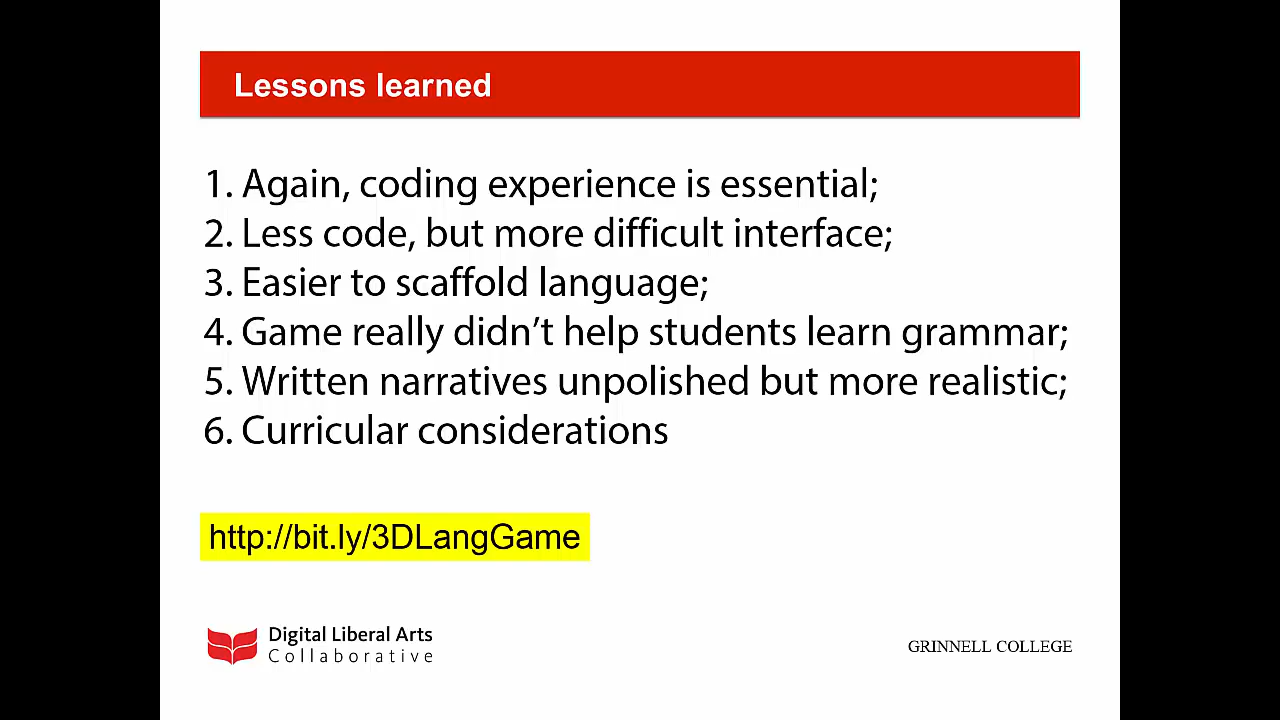 Lessons learned
1. Again, coding experience is essential;
2. Less code, but more difficult interface;
3. Easier to scaffold language;
4. Game really didn’t help students learn grammar;
5. Written narratives unpolished but more realistic;
6. Curricular considerations
http://bit.ly/3DLangGame
Digital Liberal Arts
Collaborative
GRINNELL COLLEGE